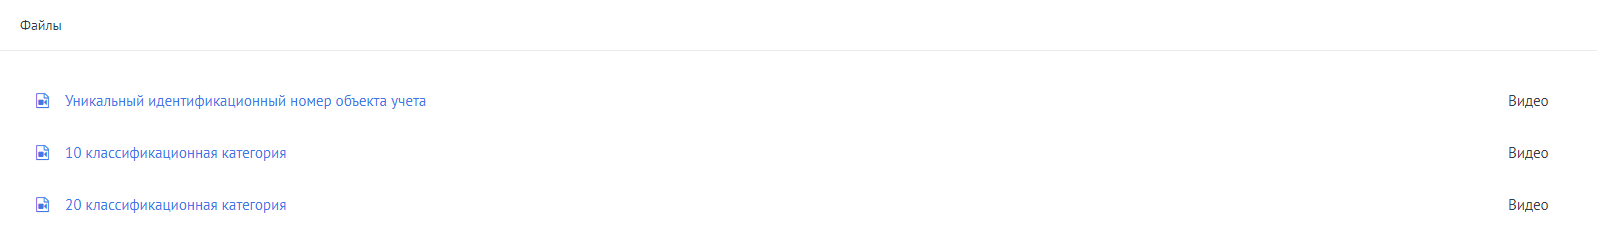 Файлы
Уникальный идентификационный номер объекта учета Видео
10 классификационная категория Видео
20 классификационная категория Видео